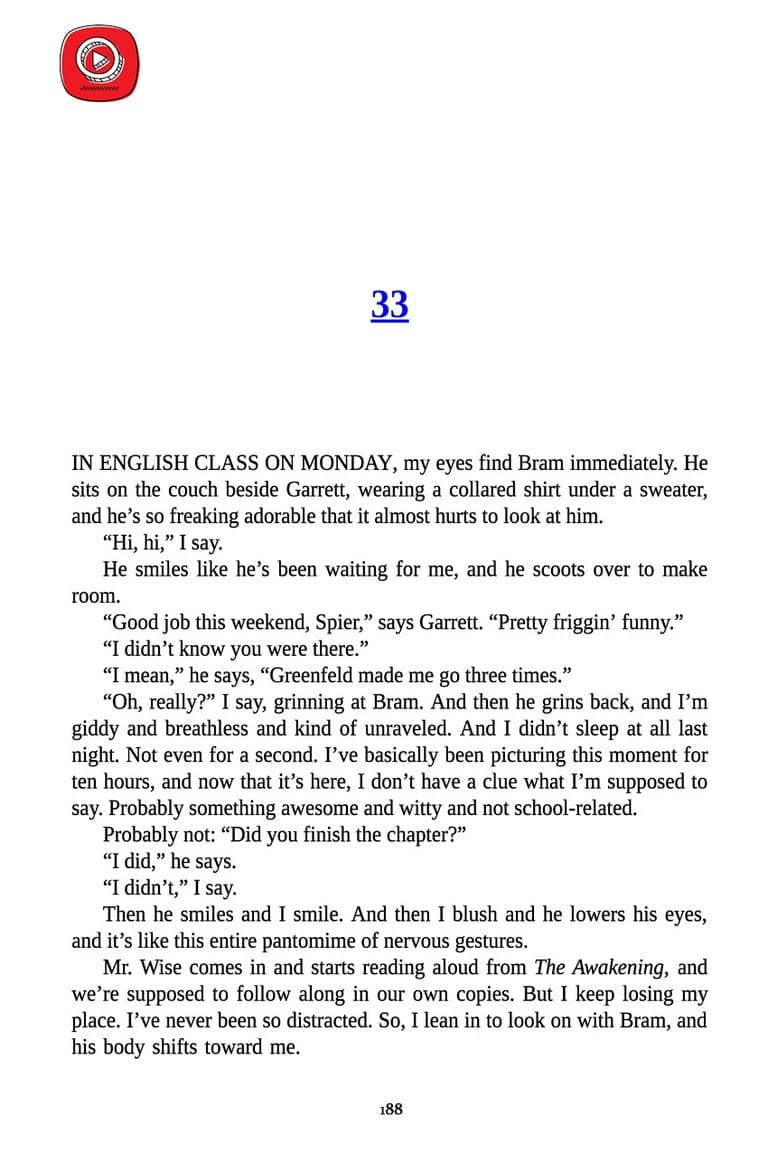 33
IN ENGLISH CLASS ON MONDAY, my eyes find Bram immediately. He
sits on the couch beside Garrett, wearing a collared shirt under a sweater,
and he’s so freaking adorable that it almost hurts to look at him.
“Hi, hi,” I say.
He smiles like he’s been waiting for me, and he scoots over to make
room.
“Good job this weekend, Spier,” says Garrett. “Pretty friggin’ funny.”
“I didn’t know you were there.”
“I mean,” he says, “Greenfeld made me go three times.”
“Oh, really?” I say, grinning at Bram. And then he grins back, and I’m
giddy and breathless and kind of unraveled. And I didn’t sleep at all last
night. Not even for a second. I’ve basically been picturing this moment for
ten hours, and now that it’s here, I don’t have a clue what I’m supposed to
say. Probably something awesome and witty and not school-related.
Probably not: “Did you finish the chapter?”
“I did,” he says.
“I didn’t,” I say.
Then he smiles and I smile. And then I blush and he lowers his eyes,
and it’s like this entire pantomime of nervous gestures.
Mr. Wise comes in and starts reading aloud from The Awakening, and
we’re supposed to follow along in our own copies. But I keep losing my
place. I’ve never been so distracted. So, I lean in to look on with Bram, and
his body shifts toward me.
188